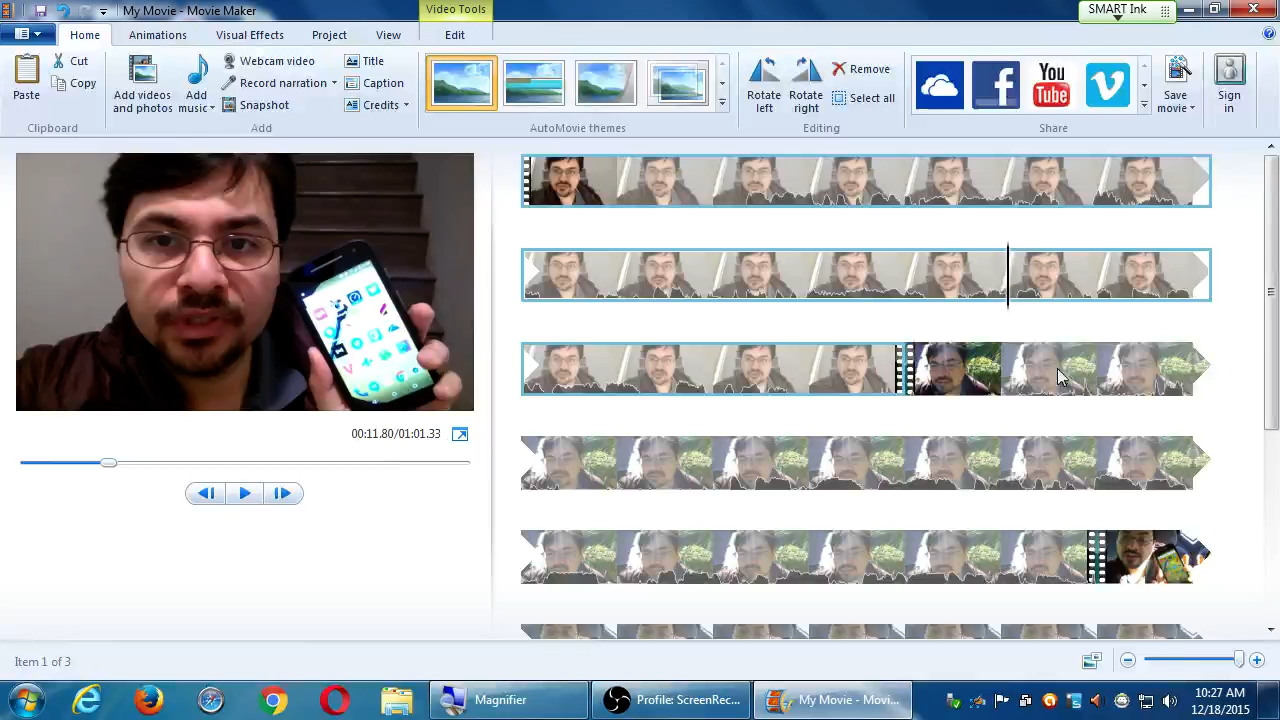 My Movie - Movie Maker
Video Tools
SMART Ink
Home
Animations
Visual Effects
Project
View
Edit
Paste
Cut
Copy
Clipboard
Add videos
and photos
Add
music
Webcam video
Record narration
Snapshot
Title
Caption
Credits
Add
AutoMovie themes
Rotate
left
Rotate
right
Remove
Select all
Editing
You
Tube
Share
Save
movie
Sign
in
00:11.80/01:01.33
Item 1 of 3
Magnifier
Profile: ScreenRec...
My Movie - Movi...
10:27 AM
12/18/2015